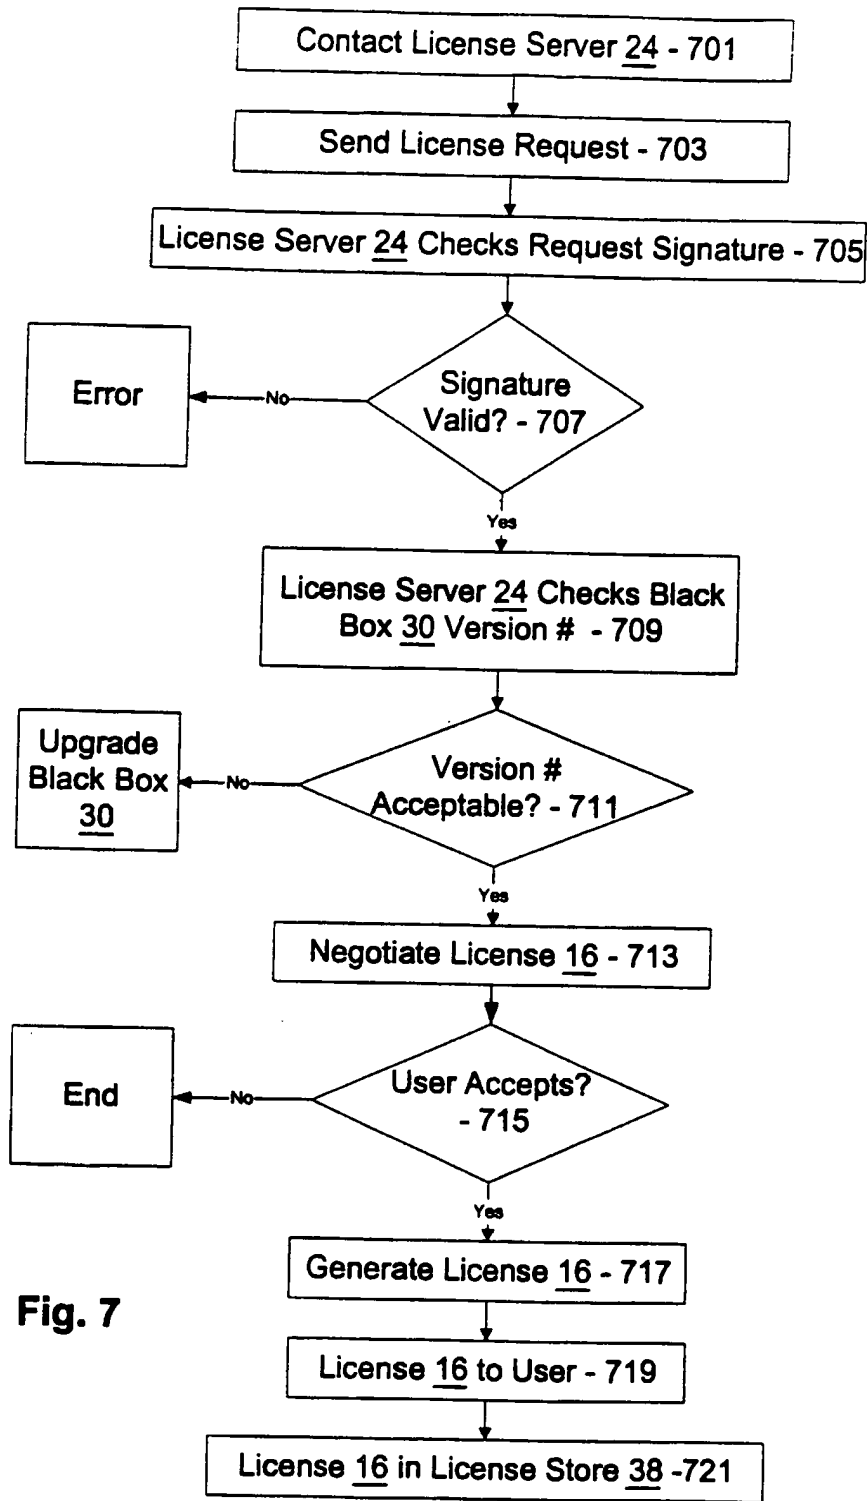 Contact License Server 24 - 701
Send License Request - 703
License Server 24 Checks Request Signature - 705
Error
No
Signature
Valid? - 707
Yes
License Server 24 Checks Black
Box 30 Version # - 709
Upgrade
Black Box
30
No
Version #
Acceptable? - 711
Yes
Negotiate License 16 - 713
End
No
User Accepts?
- 715
Yes
Generate License 16 - 717
Fig. 7
License 16 to User - 719
License 16 in License Store 38 -721